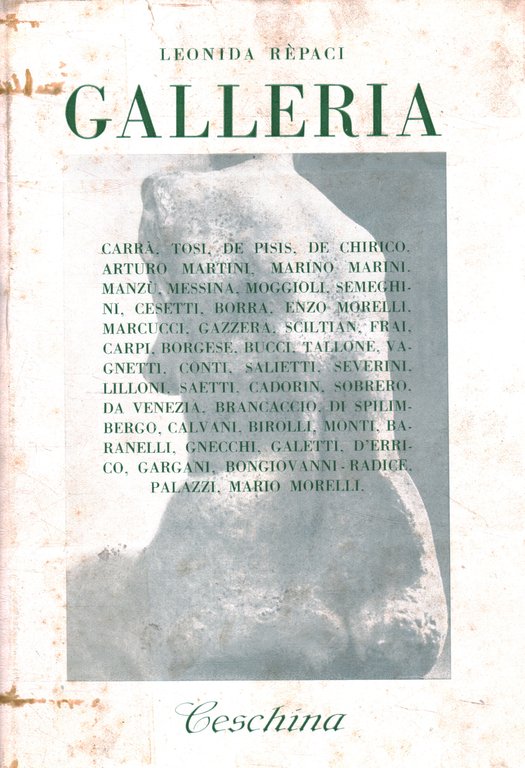 LEONIDA RÈPACI
GALLERIA
CARRÀ, TOSI, DE PISIS, DE CHIRICO,
ARTURO MARTINI, MARINO MARINI,
MANZÙ, MESSINA, MOGGIOLI, SEMEGHI-
NI, CESETTI, BORRA, ENZO MORELLI,
MARCUCCI, GAZZERA, SCILTIAN, FRAI,
CARPI, BORGESE, BUCCI, TALLONE, VA-
GNETTI, CONTI, SALIETTI, SEVERINI,
LILLONI, SAETTI, CADORIN, SOBRERO,
DA VENEZIA, BRANCACCIO, DI SPILIM-
BERGO, CALVANI, BIROLLI, MONTI, BA-
RANELLI, GNECCHI, GALETTI, D'ERRI-
CO, GARGANI, BONGIOVANNI-RADICE,
PALAZZI, MARIO MORELLI.
Ceschina